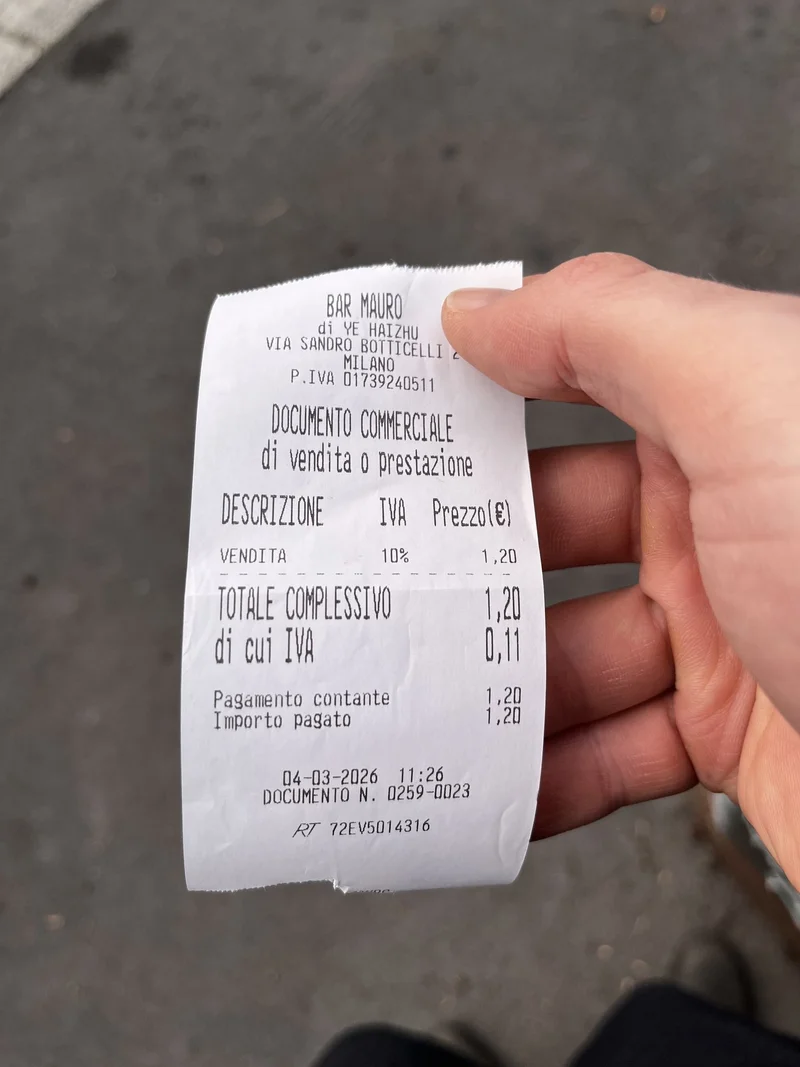 BAR MAURO
di YE HAIZHU
VIA SANDRO BOTTICELLI
MILANO
P.IVA 01739240511
DOCUMENTO COMMERCIALE
di vendita o prestazione
DESCRIZIONE IVA Prezzo(€)
VENDITA 10% 1,20
TOTALE COMPLESSIVO 1,20
di cui IVA 0,11
Pagamento contante 1,20
Importo pagato 1,20
04-03-2026 11:26
DOCUMENTO N. 0259-0023
RT 72EV5014316